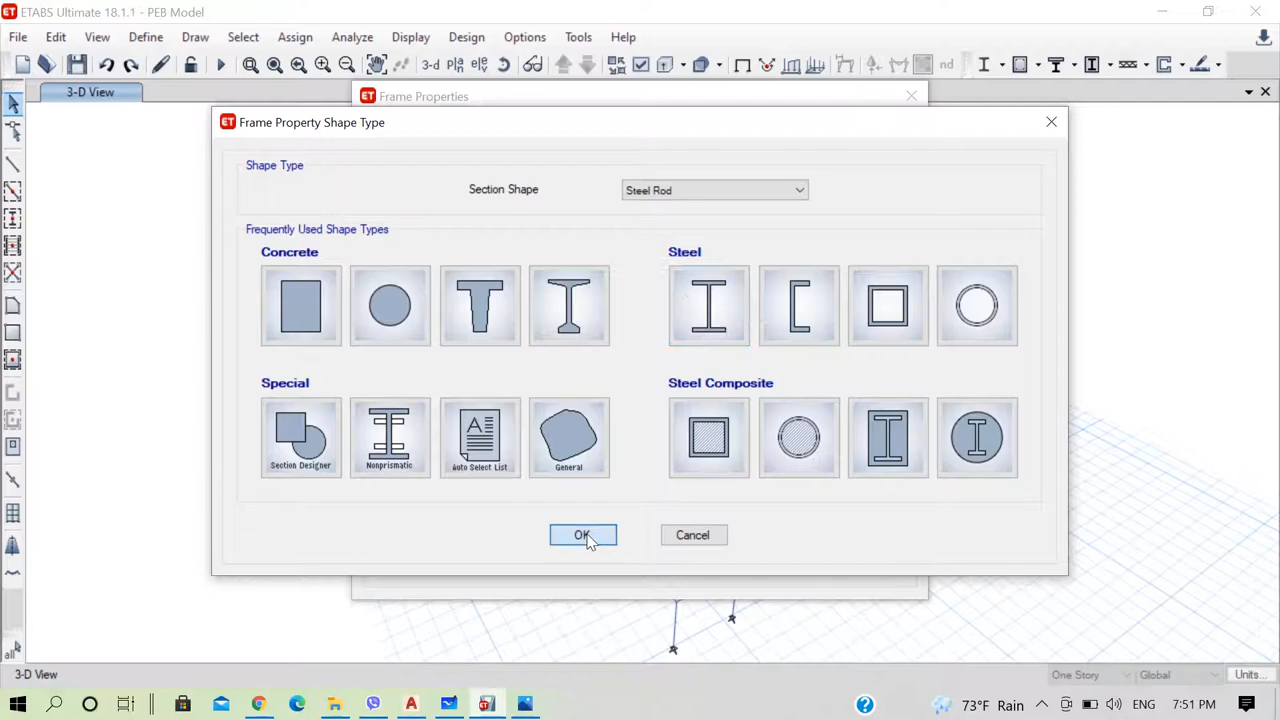 ETABS Ultimate 18.1.1 - PEB Model
File Edit View Define Draw Select Assign Analyze Display Design Options Tools Help
3-d nd
3-D View
Frame Properties
Frame Property Shape Type
Shape Type
Section Shape Steel Rod
Frequently Used Shape Types
Concrete Steel
Special Steel Composite
Section Designer Nonprismatic Auto Select List General
OK Cancel
all
3-D View One Story Global Units...
73°F Rain ENG 7:51 PM